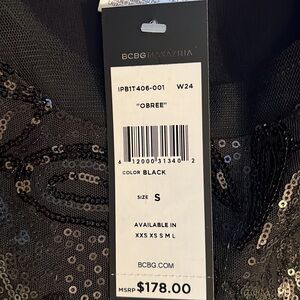 BCBGMAXAZRIA
IPB1T406-001 W24
"OBREE"
6 12000 31340 2
COLOR BLACK
SIZE S
AVAILABLE IN
XXS XS S M L
BCBG.COM
MSRP $178.00